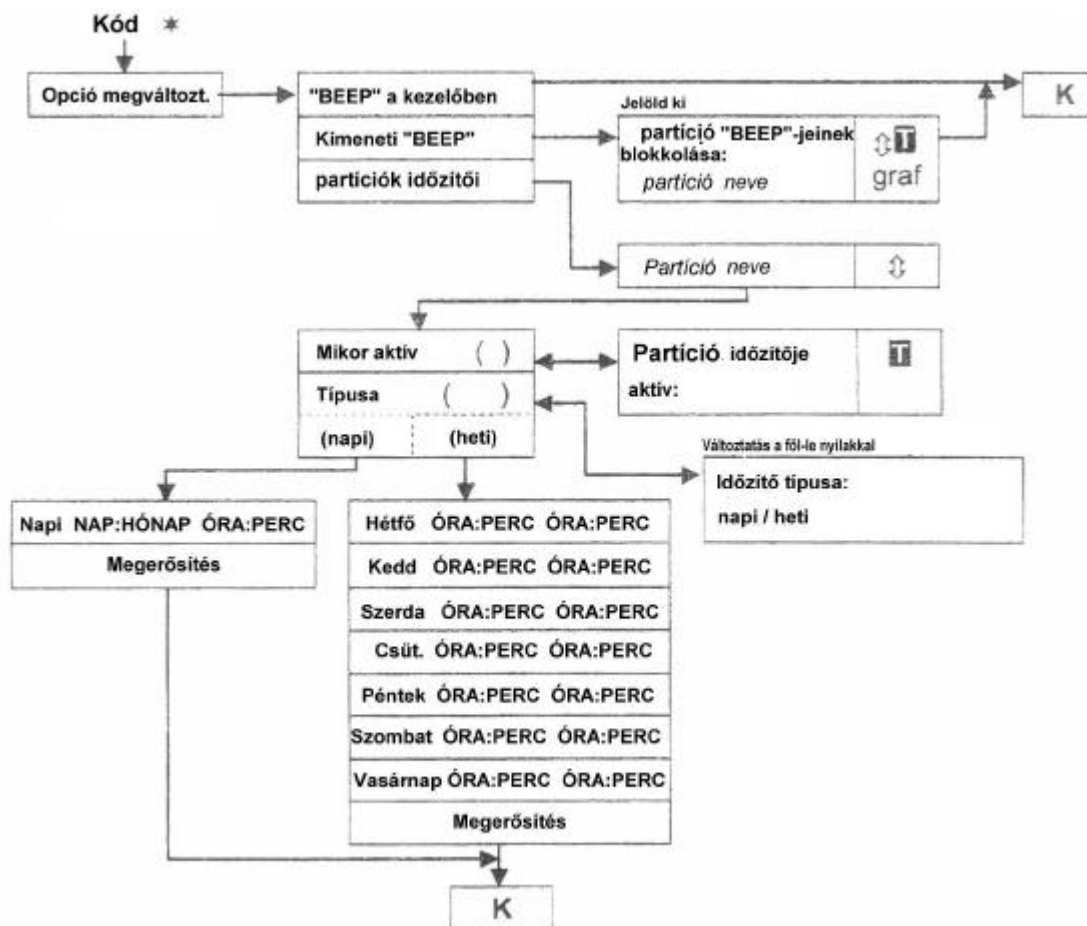 Kód *
Opció megváltozt.
"BEEP" a kezelőben
Kimeneti "BEEP"
particiók időzítői
K
Jelöld ki
partíció "BEEP"-jeinek
blokkolása:
partíció neve
T
graf
Partíció neve
Mikor aktív ( )
Típusa ( )
(napi) (heti)
Partíció időzítője
aktív:
T
Változtatás a föl-le nyilakkal
Időzítő típusa:
napi / heti
Napi NAP:HÓNAP ÓRA:PERC
Megerősítés
Hétfő ÓRA:PERC ÓRA:PERC
Kedd ÓRA:PERC ÓRA:PERC
Szerda ÓRA:PERC ÓRA:PERC
Csüt. ÓRA:PERC ÓRA:PERC
Péntek ÓRA:PERC ÓRA:PERC
Szombat ÓRA:PERC ÓRA:PERC
Vasárnap ÓRA:PERC ÓRA:PERC
Megerősítés
K